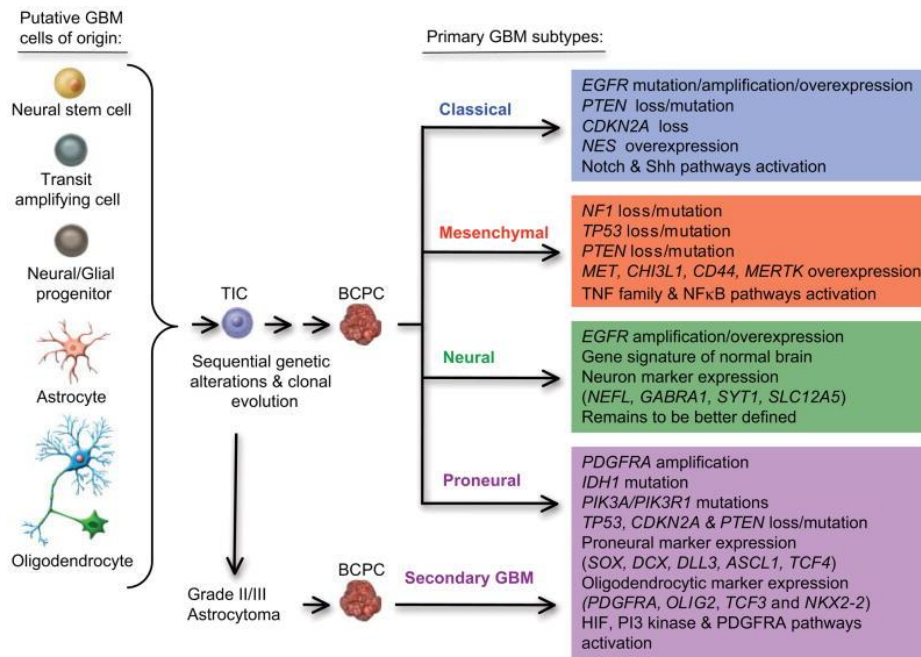 Putative GBM
cells of origin:
Neural stem cell
Transit
amplifying cell
Neural/Glial
progenitor
Astrocyte
Oligodendrocyte
TIC
BCPC
Sequential genetic
alterations & clonal
evolution
Grade II/III
Astrocytoma
BCPC
Primary GBM subtypes:
Classical
EGFR mutation/amplification/overexpression
PTEN loss/mutation
CDKN2A loss
NES overexpression
Notch & Shh pathways activation
Mesenchymal
NF1 loss/mutation
TP53 loss/mutation
PTEN loss/mutation
MET, CHI3L1, CD44, MERTK overexpression
TNF family & NFκB pathways activation
Neural
EGFR amplification/overexpression
Gene signature of normal brain
Neuron marker expression
(NEFL, GABRA1, SYT1, SLC12A5)
Remains to be better defined
Proneural
Secondary GBM
PDGFRA amplification
IDH1 mutation
PIK3A/PIK3R1 mutations
TP53, CDKN2A & PTEN loss/mutation
Proneural marker expression
(SOX, DCX, DLL3, ASCL1, TCF4)
Oligodendrocytic marker expression
(PDGFRA, OLIG2, TCF3 and NKX2-2)
HIF, PI3 kinase & PDGFRA pathways
activation